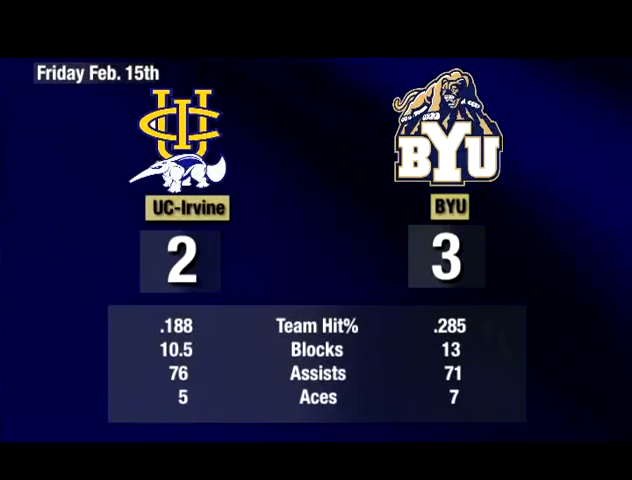 Friday Feb. 15th
UCI
BYU
UC-Irvine BYU
2 3
.188 Team Hit% .285
10.5 Blocks 13
76 Assists 71
5 Aces 7